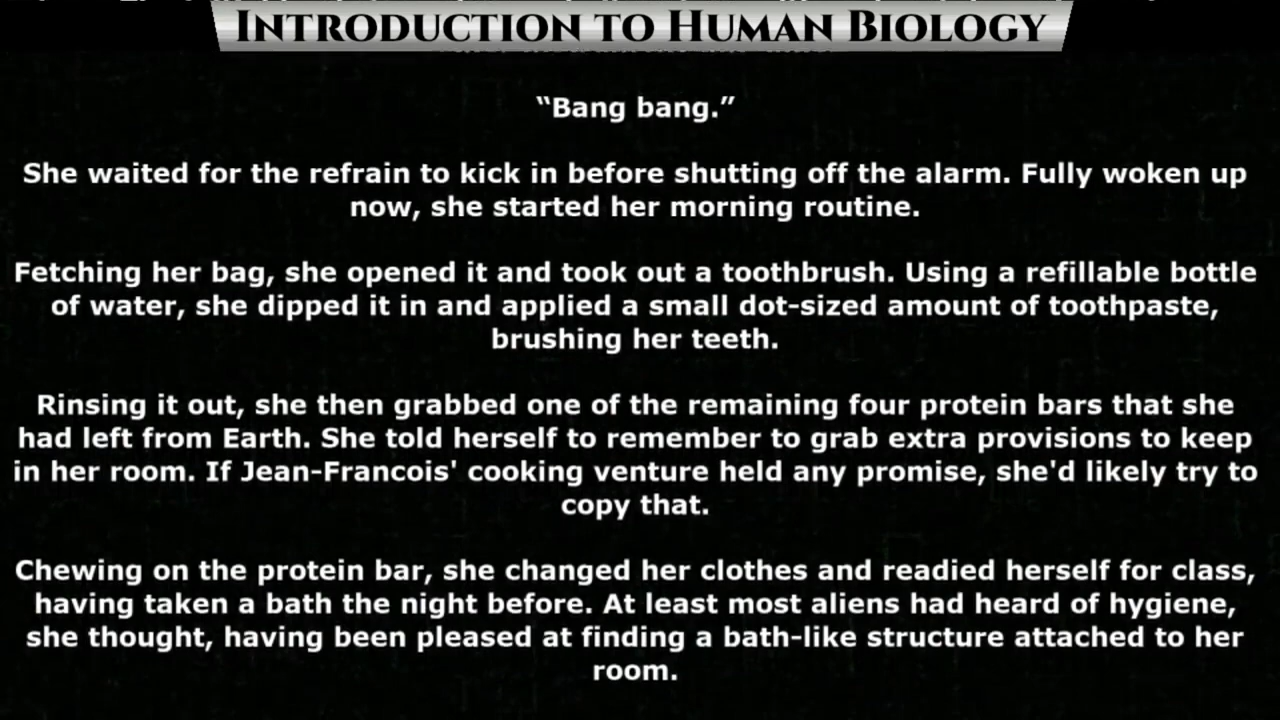 Introduction to Human Biology
“Bang bang.”
She waited for the refrain to kick in before shutting off the alarm. Fully woken up
now, she started her morning routine.
Fetching her bag, she opened it and took out a toothbrush. Using a refillable bottle
of water, she dipped it in and applied a small dot-sized amount of toothpaste,
brushing her teeth.
Rinsing it out, she then grabbed one of the remaining four protein bars that she
had left from Earth. She told herself to remember to grab extra provisions to keep
in her room. If Jean-Francois' cooking venture held any promise, she'd likely try to
copy that.
Chewing on the protein bar, she changed her clothes and readied herself for class,
having taken a bath the night before. At least most aliens had heard of hygiene,
she thought, having been pleased at finding a bath-like structure attached to her
room.